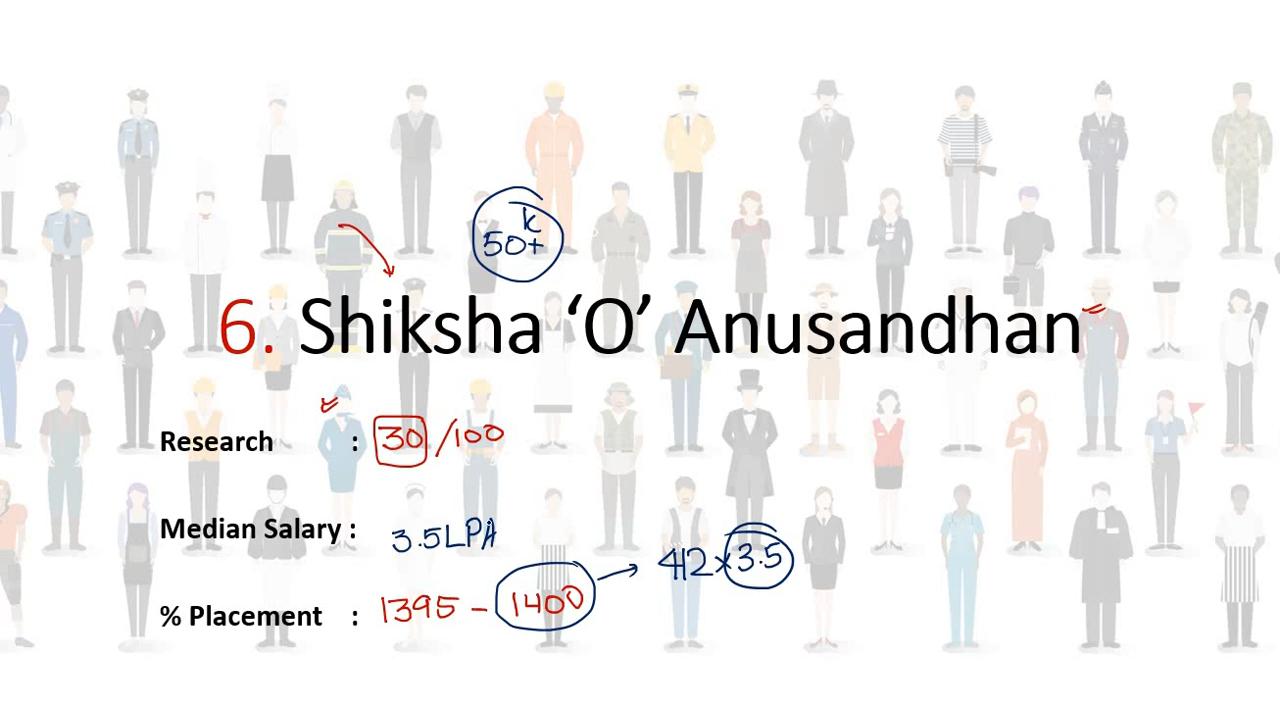 50+ K
6. Shiksha ‘O’ Anusandhan
Research : 30 /100
Median Salary : 3.5LPA
% Placement : 1395 - 1400 → 412 x 3.5